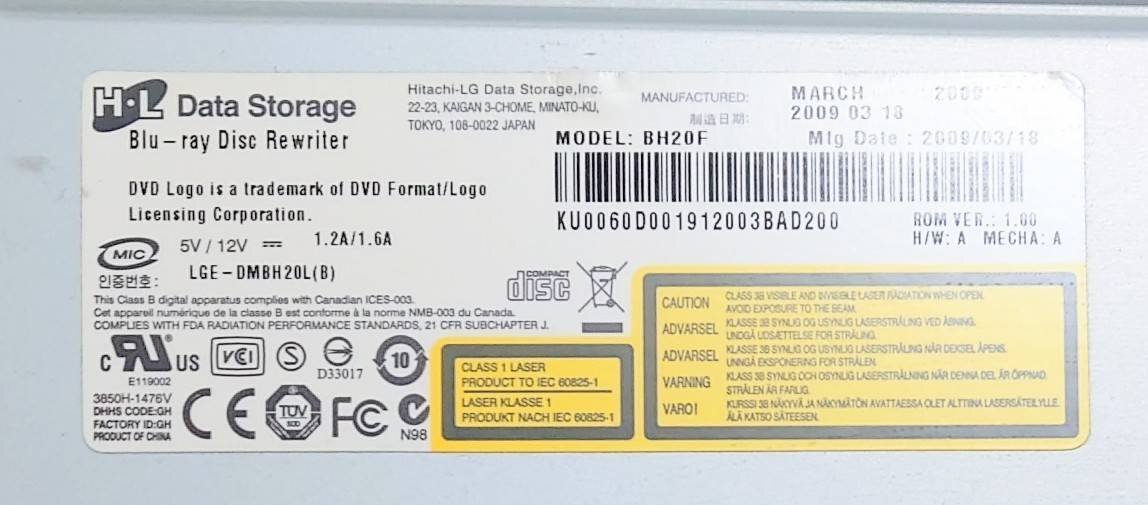 H·L Data Storage
Blu-ray Disc Rewriter
Hitachi-LG Data Storage,Inc.
22-23, KAIGAN 3-CHOME, MINATO-KU,
TOKYO, 108-0022 JAPAN
MANUFACTURED: MARCH 2009
制造日期: 2009 03 18
MODEL: BH20F Mfg Date : 2009/03/18
DVD Logo is a trademark of DVD Format/Logo
Licensing Corporation.
KU0060D001912003BAD200
ROM VER.: 1.00
H/W: A MECHA: A
MIC 5V / 12V 1.2A/1.6A
인증번호: LGE-DMBH20L(B)
COMPACT
disc
This Class B digital apparatus complies with Canadian ICES-003.
Cet appareil numérique de la classe B est conforme à la norme NMB-003 du Canada.
COMPLIES WITH FDA RADIATION PERFORMANCE STANDARDS, 21 CFR SUBCHAPTER J.
c RU US VCI S D33017 10
E119002
3850H-1476V
DHHS CODE:GH
FACTORY ID:GH
PRODUCT OF CHINA
CE TÜV FC N98
CLASS 1 LASER
PRODUCT TO IEC 60825-1
LASER KLASSE 1
PRODUKT NACH IEC 60825-1
CAUTION CLASS 3B VISIBLE AND INVISIBLE LASER RADIATION WHEN OPEN.
AVOID EXPOSURE TO THE BEAM.
ADVARSEL KLASSE 3B SYNLIG OG USYNLIG LASERSTRÅLING VED ÅBNING.
UNDGÅ UDSÆTTELSE FOR STRÅLING.
ADVARSEL KLASSE 3B SYNLIG OG USYNLIG LASERSTRÅLING NÅR DEKSEL ÅPENS.
UNNGÅ EKSPONERING FOR STRÅLEN.
VARNING KLASS 3B SYNLIG OCH OSYNLIG LASERSTRÅLNING NÄR DENNA DEL ÄR ÖPPNAD.
STRÅLEN ÄR FARLIG.
VARO! KURSSI 3B NÄKYVÄ JA NÄKYMÄTÖN AVATTAESSA OLET ALTTIINA LASERSÄTEILYLLE.
ÄLÄ KATSO SÄTEESEEN.